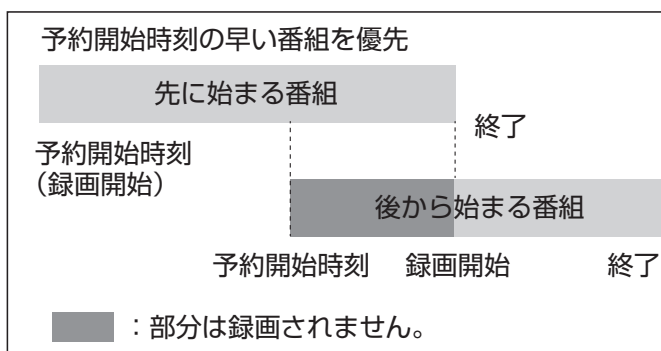 予約開始時刻の早い番組を優先
先に始まる番組
終了
予約開始時刻
(録画開始)
後から始まる番組
予約開始時刻 録画開始 終了
：部分は録画されません。